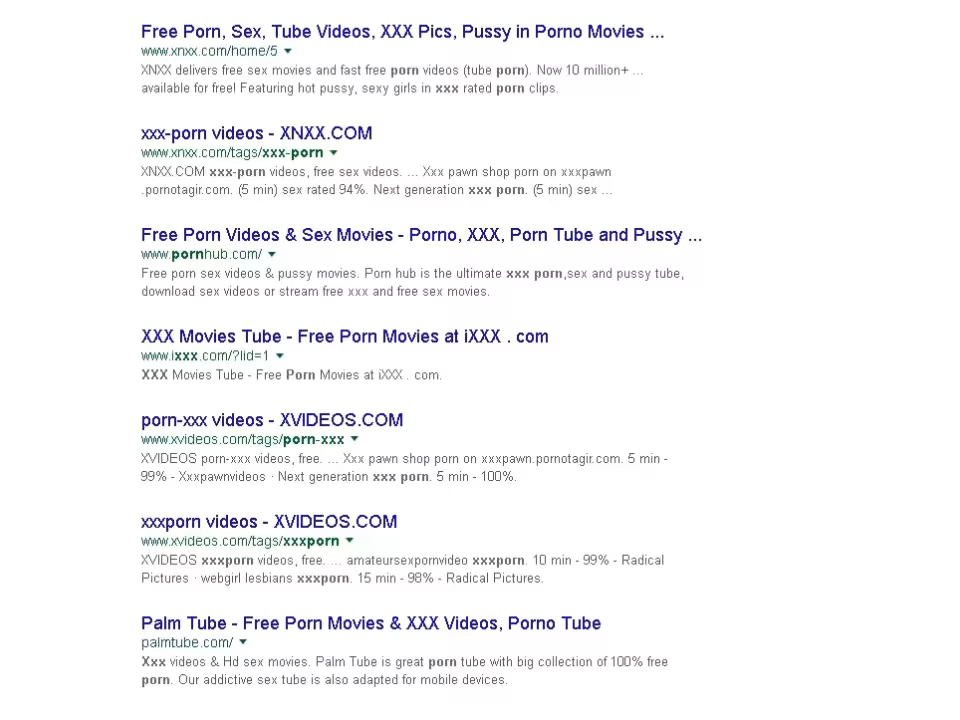 Free Porn, Sex, Tube Videos, XXX Pics, Pussy in Porno Movies ...
www.xnxx.com/home/5
XNXX delivers free sex movies and fast free porn videos (tube porn). Now 10 million+ ...
available for free! Featuring hot pussy, sexy girls in xxx rated porn clips.
xxx-porn videos - XNXX.COM
www.xnxx.com/tags/xxx-porn
XNXX.COM xxx-porn videos, free sex videos. ... Xxx pawn shop porn on xxxpawn
.pornotagir.com. (5 min) sex rated 94%. Next generation xxx porn. (5 min) sex ...
Free Porn Videos & Sex Movies - Porno, XXX, Porn Tube and Pussy ...
www.pornhub.com/
Free porn sex videos & pussy movies. Porn hub is the ultimate xxx porn,sex and pussy tube,
download sex videos or stream free xxx and free sex movies.
XXX Movies Tube - Free Porn Movies at iXXX . com
www.ixxx.com/?lid=1
XXX Movies Tube - Free Porn Movies at iXXX . com.
porn-xxx videos - XVIDEOS.COM
www.xvideos.com/tags/porn-xxx
XVIDEOS porn-xxx videos, free. ... Xxx pawn shop porn on xxxpawn.pornotagir.com. 5 min -
99% - Xxxpawnvideos · Next generation xxx porn. 5 min - 100%.
xxxporn videos - XVIDEOS.COM
www.xvideos.com/tags/xxxporn
XVIDEOS xxxporn videos, free. ... amateursexpornvideo xxxporn. 10 min - 99% - Radical
Pictures · webgirl lesbians xxxporn. 15 min - 98% - Radical Pictures.
Palm Tube - Free Porn Movies & XXX Videos, Porno Tube
palmtube.com/
Xxx videos & Hd sex movies. Palm Tube is great porn tube with big collection of 100% free
porn. Our addictive sex tube is also adapted for mobile devices.